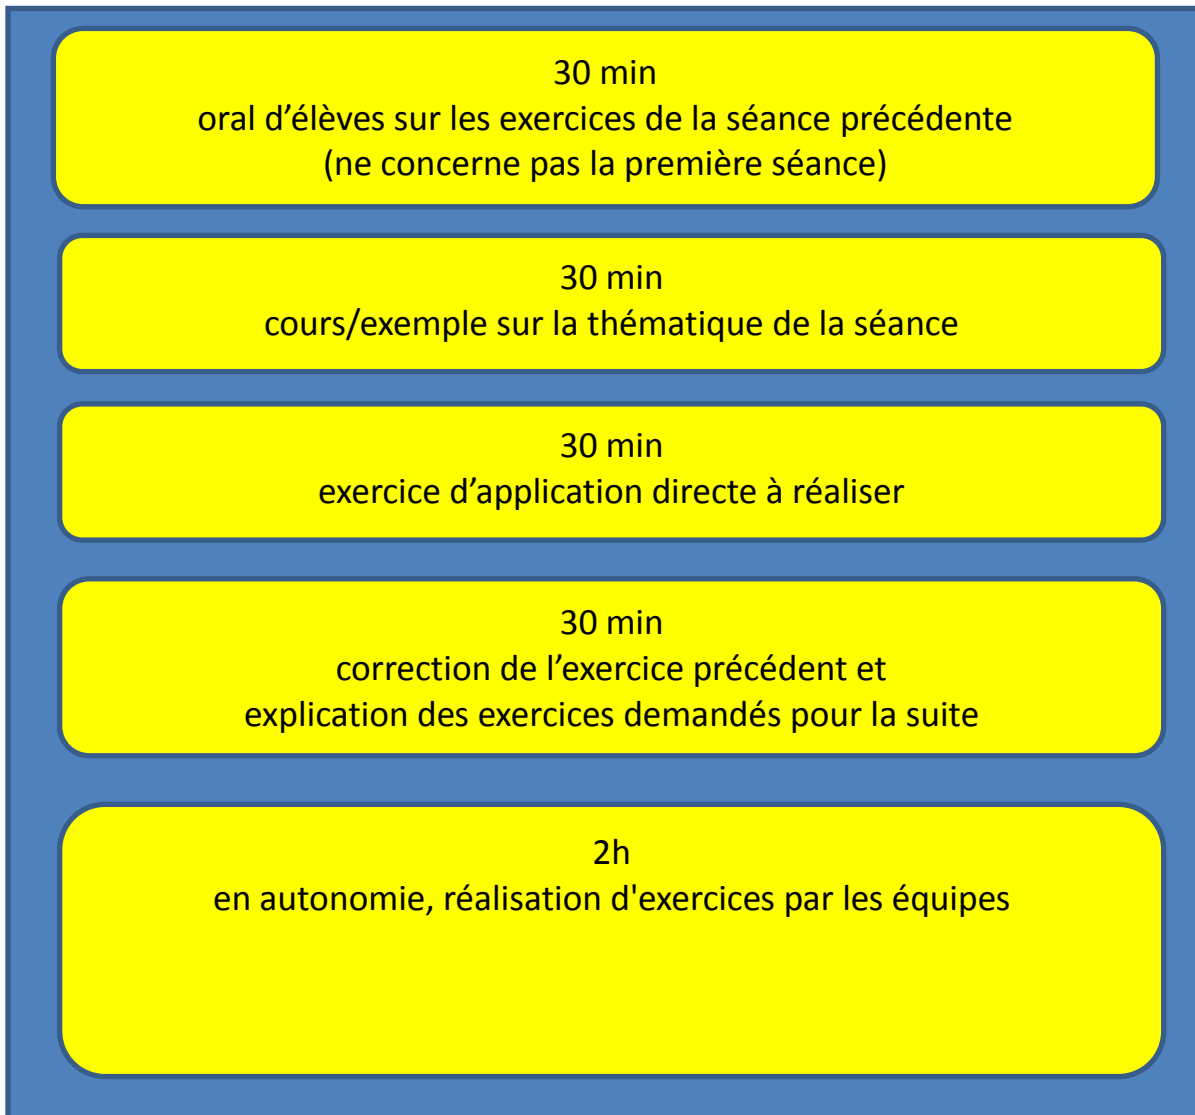 30 min
oral d’élèves sur les exercices de la séance précédente
(ne concerne pas la première séance)
30 min
cours/exemple sur la thématique de la séance
30 min
exercice d’application directe à réaliser
30 min
correction de l’exercice précédent et
explication des exercices demandés pour la suite
2h
en autonomie, réalisation d'exercices par les équipes